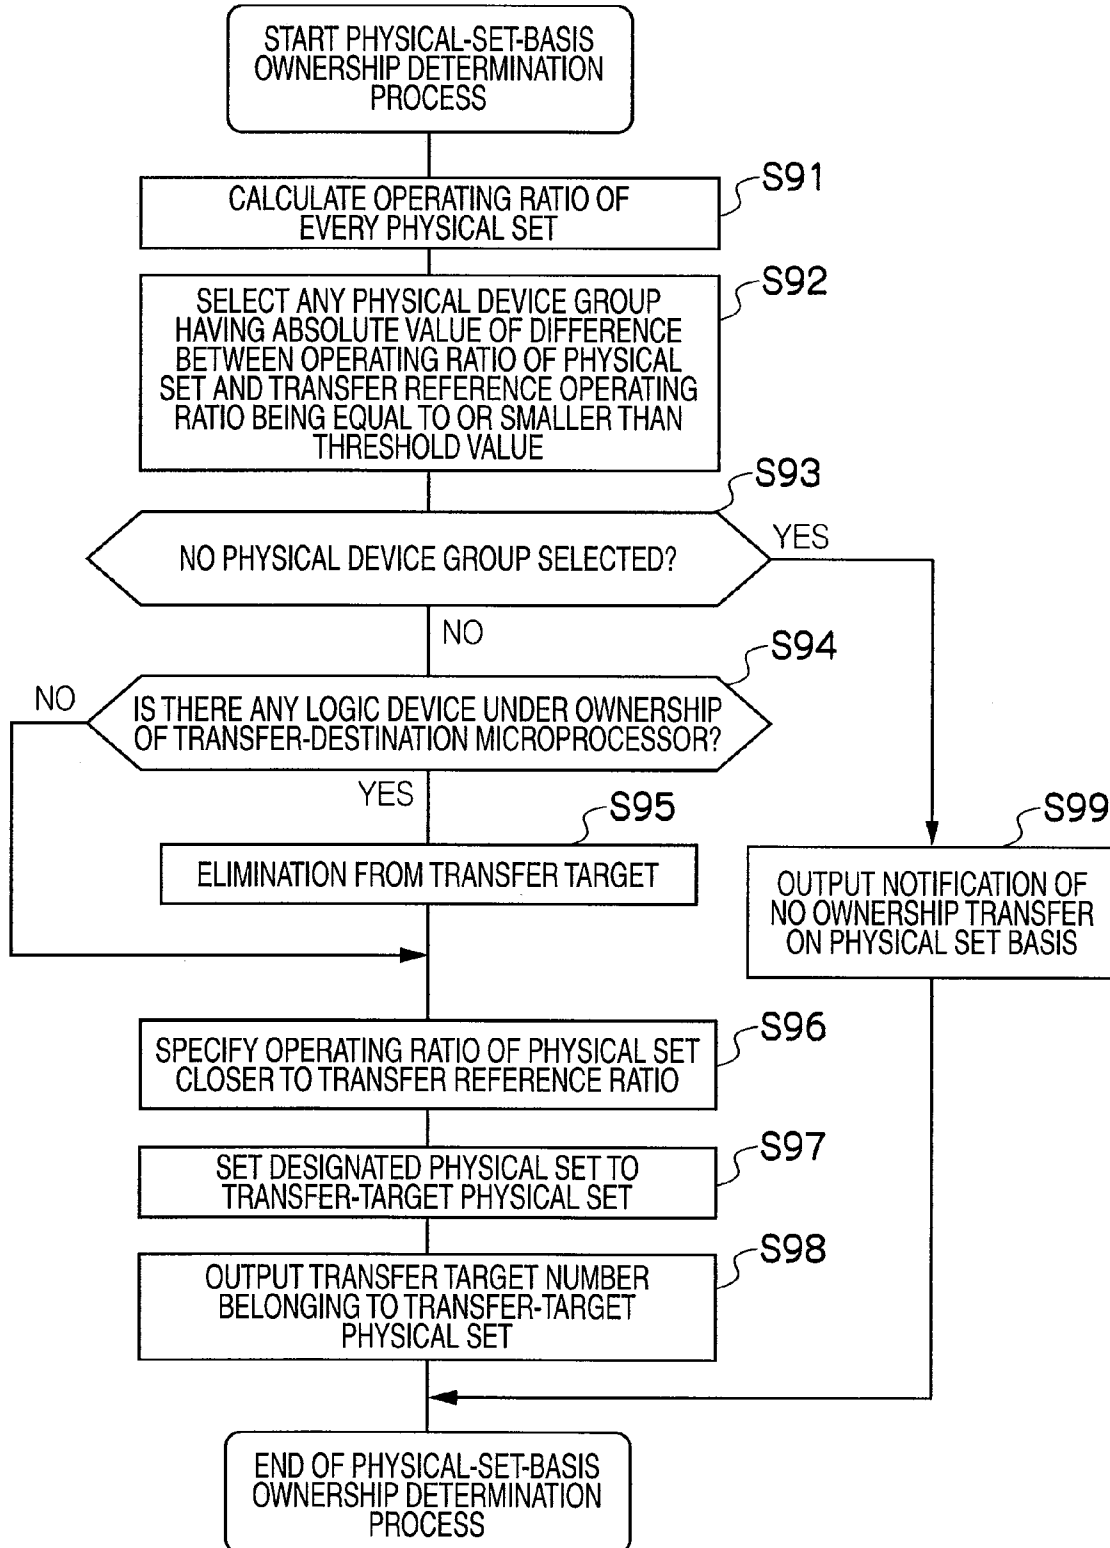 START PHYSICAL-SET-BASIS
OWNERSHIP DETERMINATION
PROCESS
S91
CALCULATE OPERATING RATIO OF
EVERY PHYSICAL SET
S92
SELECT ANY PHYSICAL DEVICE GROUP
HAVING ABSOLUTE VALUE OF DIFFERENCE
BETWEEN OPERATING RATIO OF PHYSICAL
SET AND TRANSFER REFERENCE OPERATING
RATIO BEING EQUAL TO OR SMALLER THAN
THRESHOLD VALUE
S93
NO PHYSICAL DEVICE GROUP SELECTED?
YES
NO
S94
NO
IS THERE ANY LOGIC DEVICE UNDER OWNERSHIP
OF TRANSFER-DESTINATION MICROPROCESSOR?
YES
S95
ELIMINATION FROM TRANSFER TARGET
S99
OUTPUT NOTIFICATION OF
NO OWNERSHIP TRANSFER
ON PHYSICAL SET BASIS
S96
SPECIFY OPERATING RATIO OF PHYSICAL SET
CLOSER TO TRANSFER REFERENCE RATIO
S97
SET DESIGNATED PHYSICAL SET TO
TRANSFER-TARGET PHYSICAL SET
S98
OUTPUT TRANSFER TARGET NUMBER
BELONGING TO TRANSFER-TARGET
PHYSICAL SET
END OF PHYSICAL-SET-BASIS
OWNERSHIP DETERMINATION
PROCESS